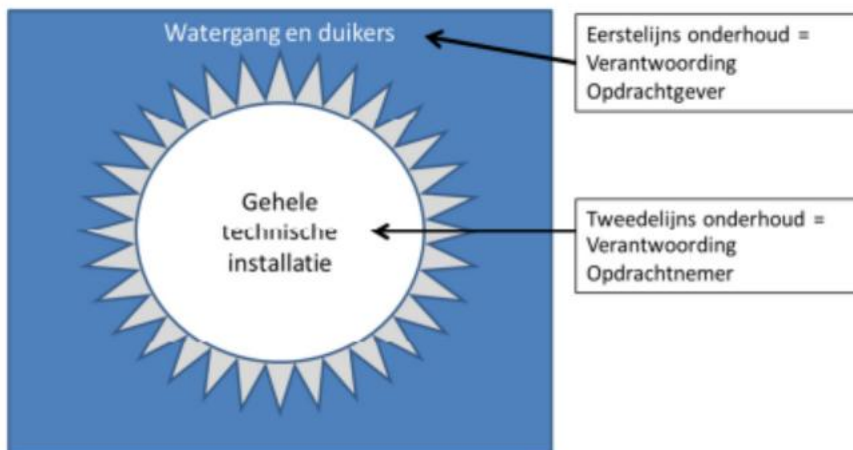 Watergang en duikers
Eerstelijns onderhoud =
Verantwoording
Opdrachtgever
Gehele
technische
installatie
Tweedelijns onderhoud =
Verantwoording
Opdrachtnemer